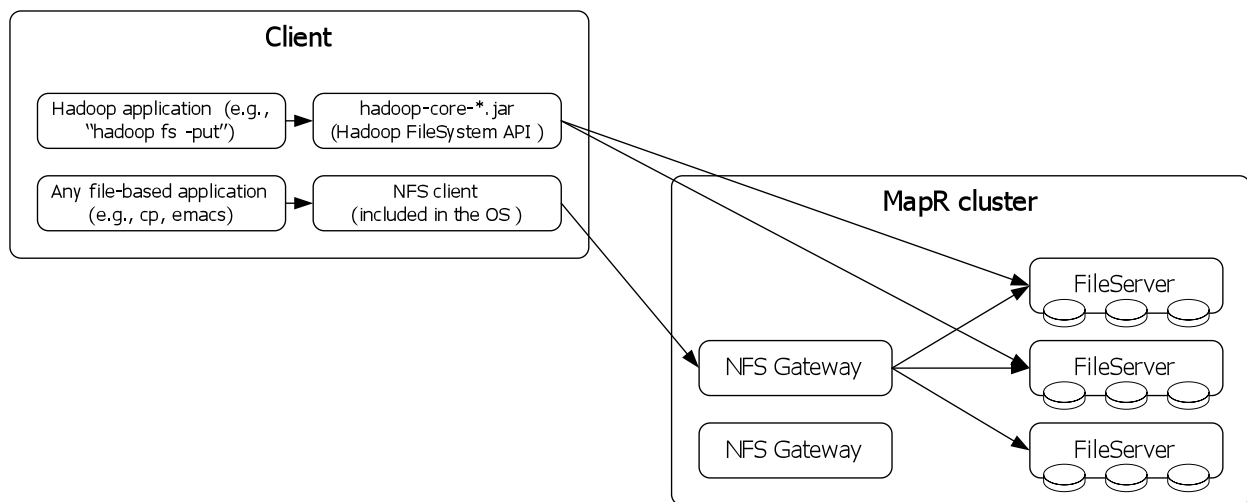 Client
Hadoop application (e.g.,
“hadoop fs -put”)
hadoop-core-*.jar
(Hadoop FileSystem API )
Any file-based application
(e.g., cp, emacs)
NFS client
(included in the OS )
MapR cluster
FileServer
NFS Gateway
FileServer
NFS Gateway
FileServer